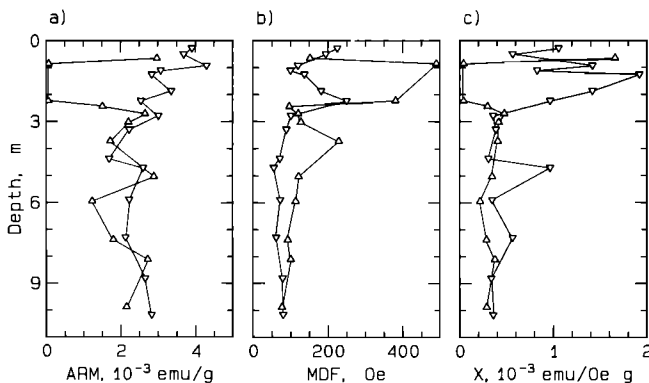 a) b) c)
0
3
6
9
Depth, m
0 2 4 0 200 400 0 1 2
ARM, 10⁻³ emu/g MDF, Oe X, 10⁻³ emu/Oe g